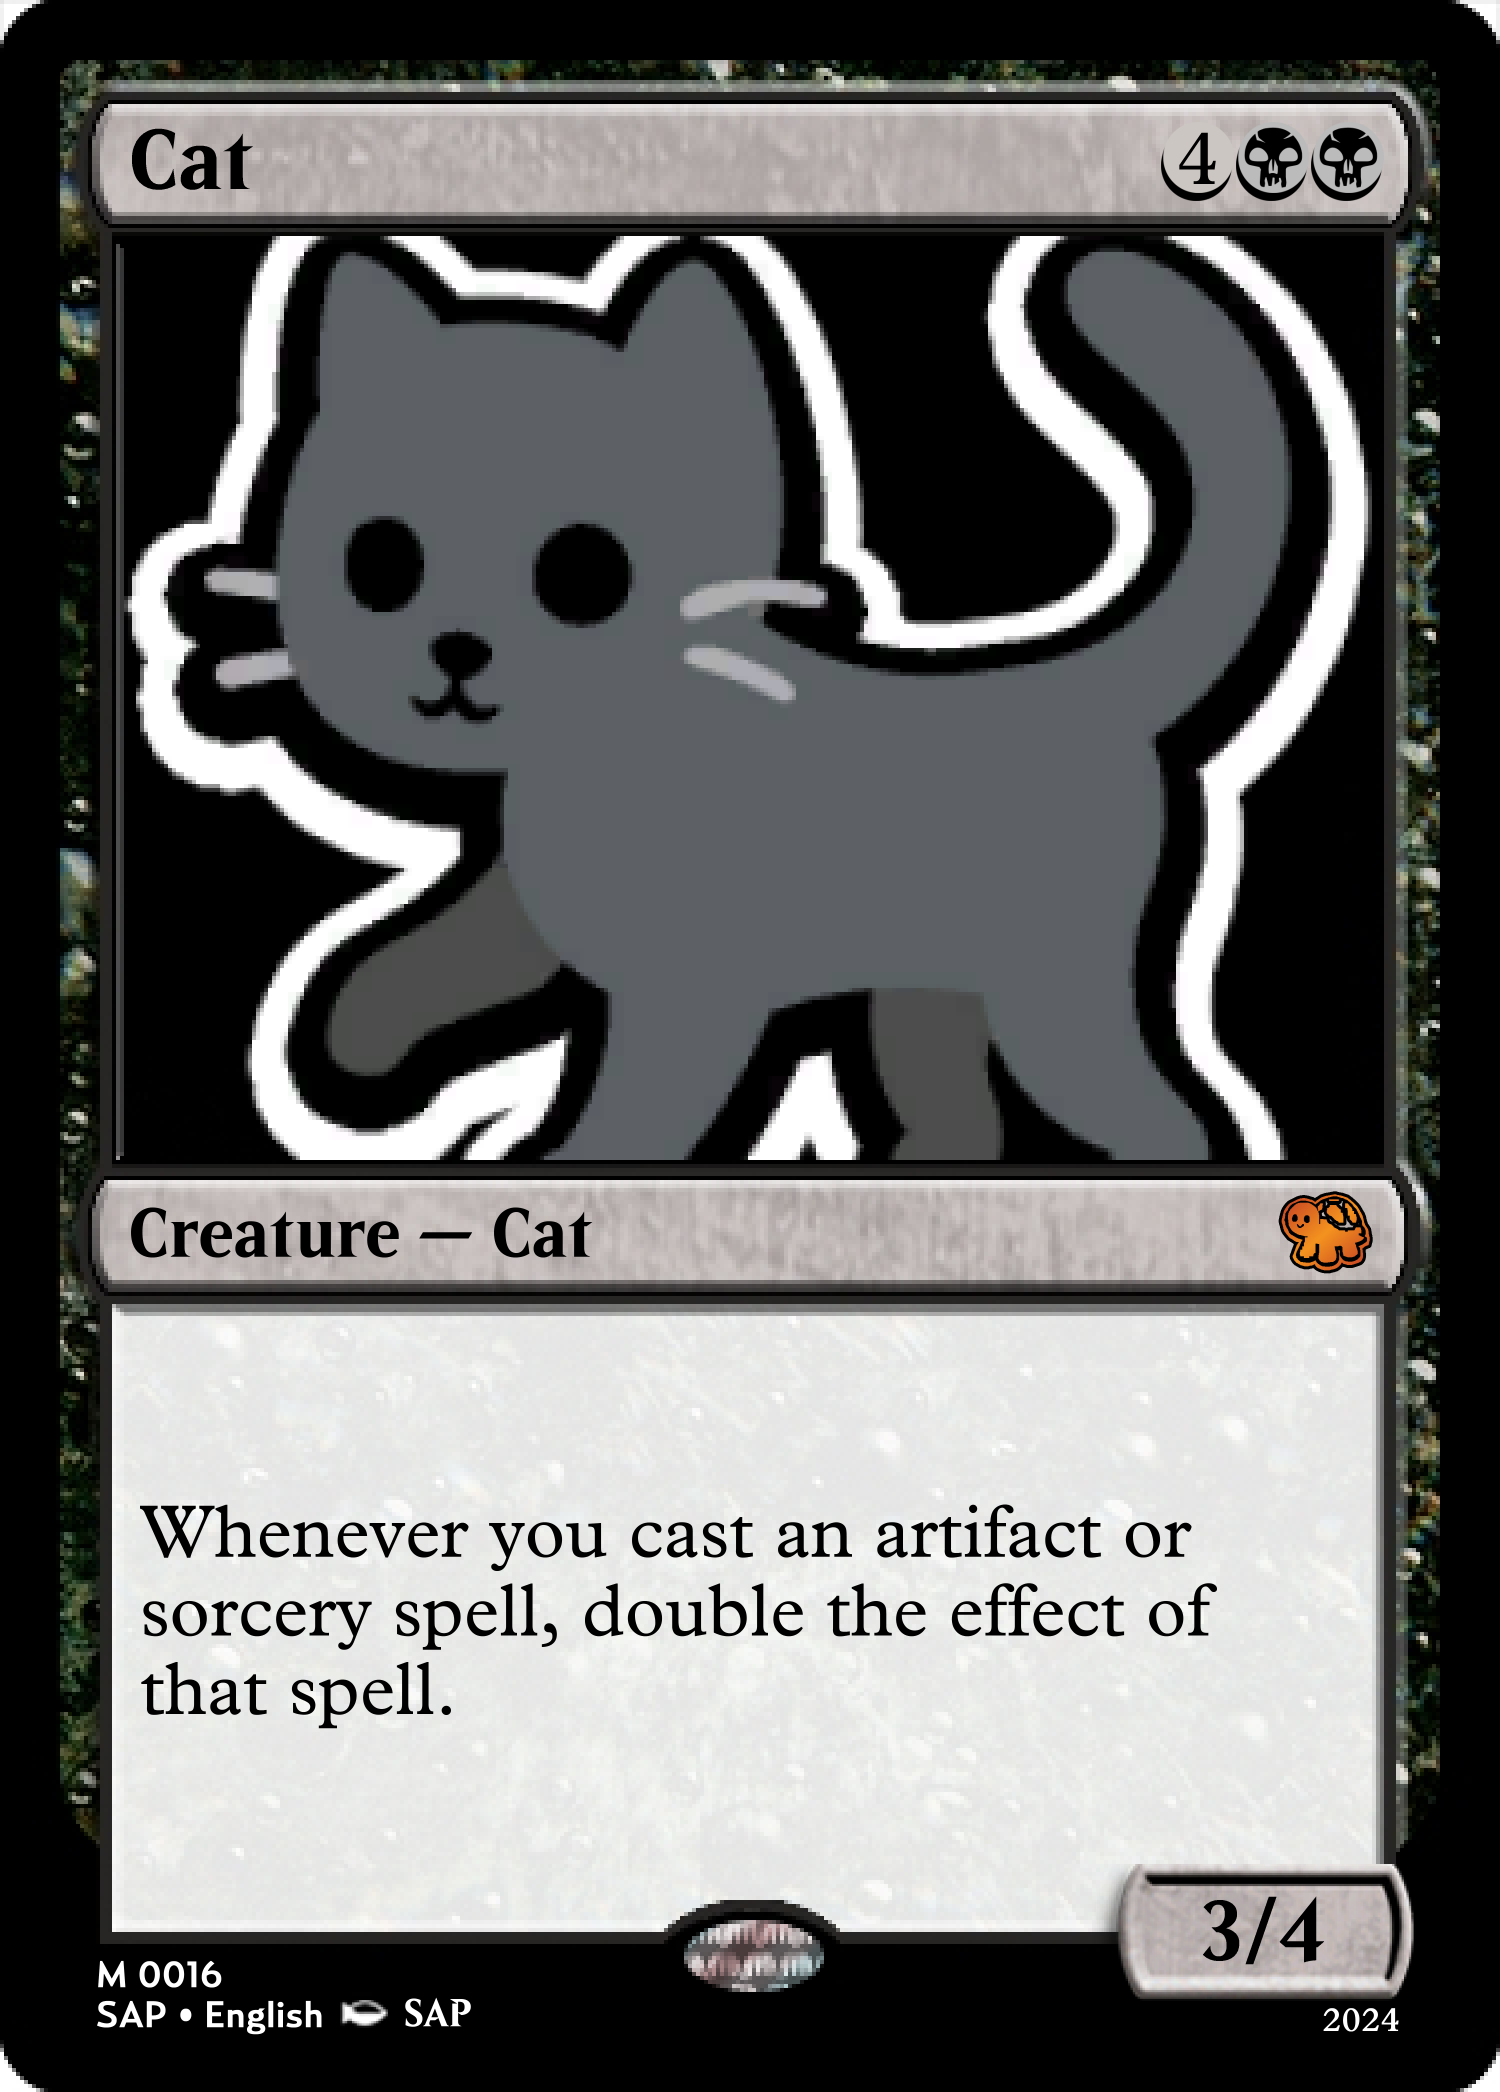 Cat 4
Creature — Cat
Whenever you cast an artifact or
sorcery spell, double the effect of
that spell.
3/4
M 0016
SAP • English SAP
2024